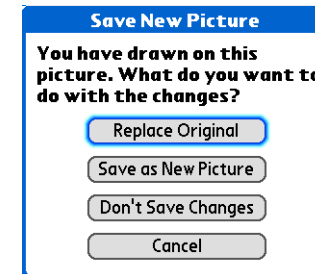 Save New Picture
You have drawn on this
picture. What do you want to
do with the changes?
Replace Original
Save as New Picture
Don't Save Changes
Cancel